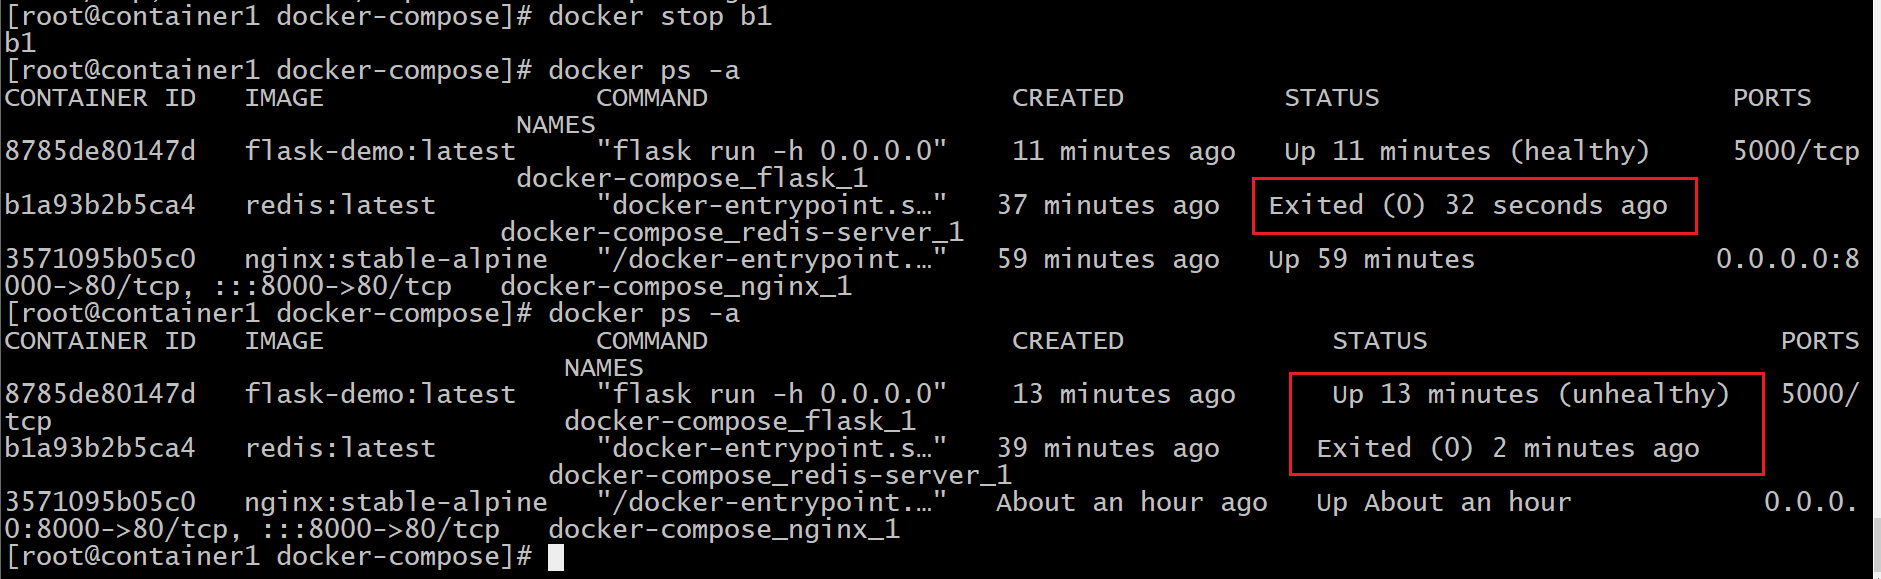 [root@container1 docker-compose]# docker stop b1
b1
[root@container1 docker-compose]# docker ps -a
CONTAINER ID   IMAGE                 COMMAND                   CREATED          STATUS                      PORTS
                                NAMES
8785de80147d   flask-demo:latest     "flask run -h 0.0.0.0"    11 minutes ago   Up 11 minutes (healthy)     5000/tcp
                                docker-compose_flask_1
b1a93b2b5ca4   redis:latest          "docker-entrypoint.s…"   37 minutes ago   Exited (0) 32 seconds ago
                               docker-compose_redis-server_1
3571095b05c0   nginx:stable-alpine   "/docker-entrypoint.…"   59 minutes ago   Up 59 minutes               0.0.0.0:8
000->80/tcp, :::8000->80/tcp   docker-compose_nginx_1
[root@container1 docker-compose]# docker ps -a
CONTAINER ID   IMAGE                 COMMAND                   CREATED             STATUS                      PORTS
                                   NAMES
8785de80147d   flask-demo:latest     "flask run -h 0.0.0.0"    13 minutes ago      Up 13 minutes (unhealthy)   5000/
tcp                                docker-compose_flask_1
b1a93b2b5ca4   redis:latest          "docker-entrypoint.s…"   39 minutes ago      Exited (0) 2 minutes ago
                                  docker-compose_redis-server_1
3571095b05c0   nginx:stable-alpine   "/docker-entrypoint.…"   About an hour ago   Up About an hour            0.0.0.
0:8000->80/tcp, :::8000->80/tcp   docker-compose_nginx_1
[root@container1 docker-compose]#